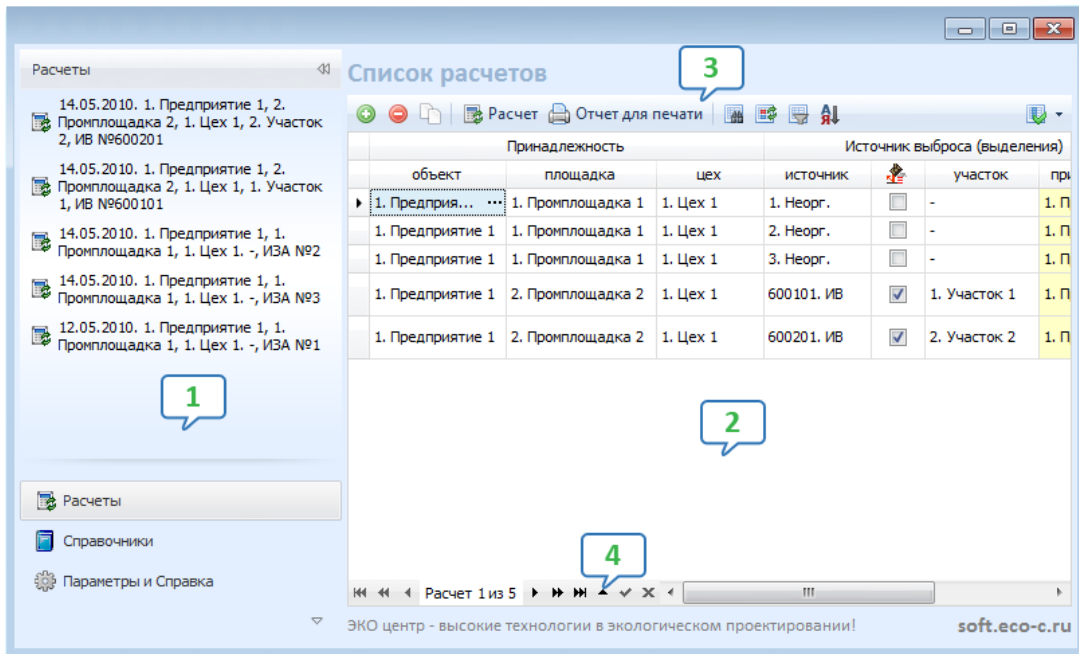 Расчеты
14.05.2010. 1. Предприятие 1, 2.
Промплощадка 2, 1. Цех 1, 2. Участок
2, ИВ №600201
14.05.2010. 1. Предприятие 1, 2.
Промплощадка 2, 1. Цех 1, 1. Участок
1, ИВ №600101
14.05.2010. 1. Предприятие 1, 1.
Промплощадка 1, 1. Цех 1. -, ИЗА №2
14.05.2010. 1. Предприятие 1, 1.
Промплощадка 1, 1. Цех 1. -, ИЗА №3
12.05.2010. 1. Предприятие 1, 1.
Промплощадка 1, 1. Цех 1. -, ИЗА №1
1
Расчеты
Справочники
Параметры и Справка
Список расчетов
3
Расчет Отчет для печати АЯ
Принадлежность Источник выброса (выделения)
объект площадка цех источник участок при
1. Предприя... ··· 1. Промплощадка 1 1. Цех 1 1. Неорг. - 1. П
1. Предприятие 1 1. Промплощадка 1 1. Цех 1 2. Неорг. - 1. П
1. Предприятие 1 1. Промплощадка 1 1. Цех 1 3. Неорг. - 1. П
1. Предприятие 1 2. Промплощадка 2 1. Цех 1 600101. ИВ 1. Участок 1 1. П
1. Предприятие 1 2. Промплощадка 2 1. Цех 1 600201. ИВ 2. Участок 2 1. П
2
4
Расчет 1 из 5
ЭКО центр - высокие технологии в экологическом проектировании! soft.eco-c.ru